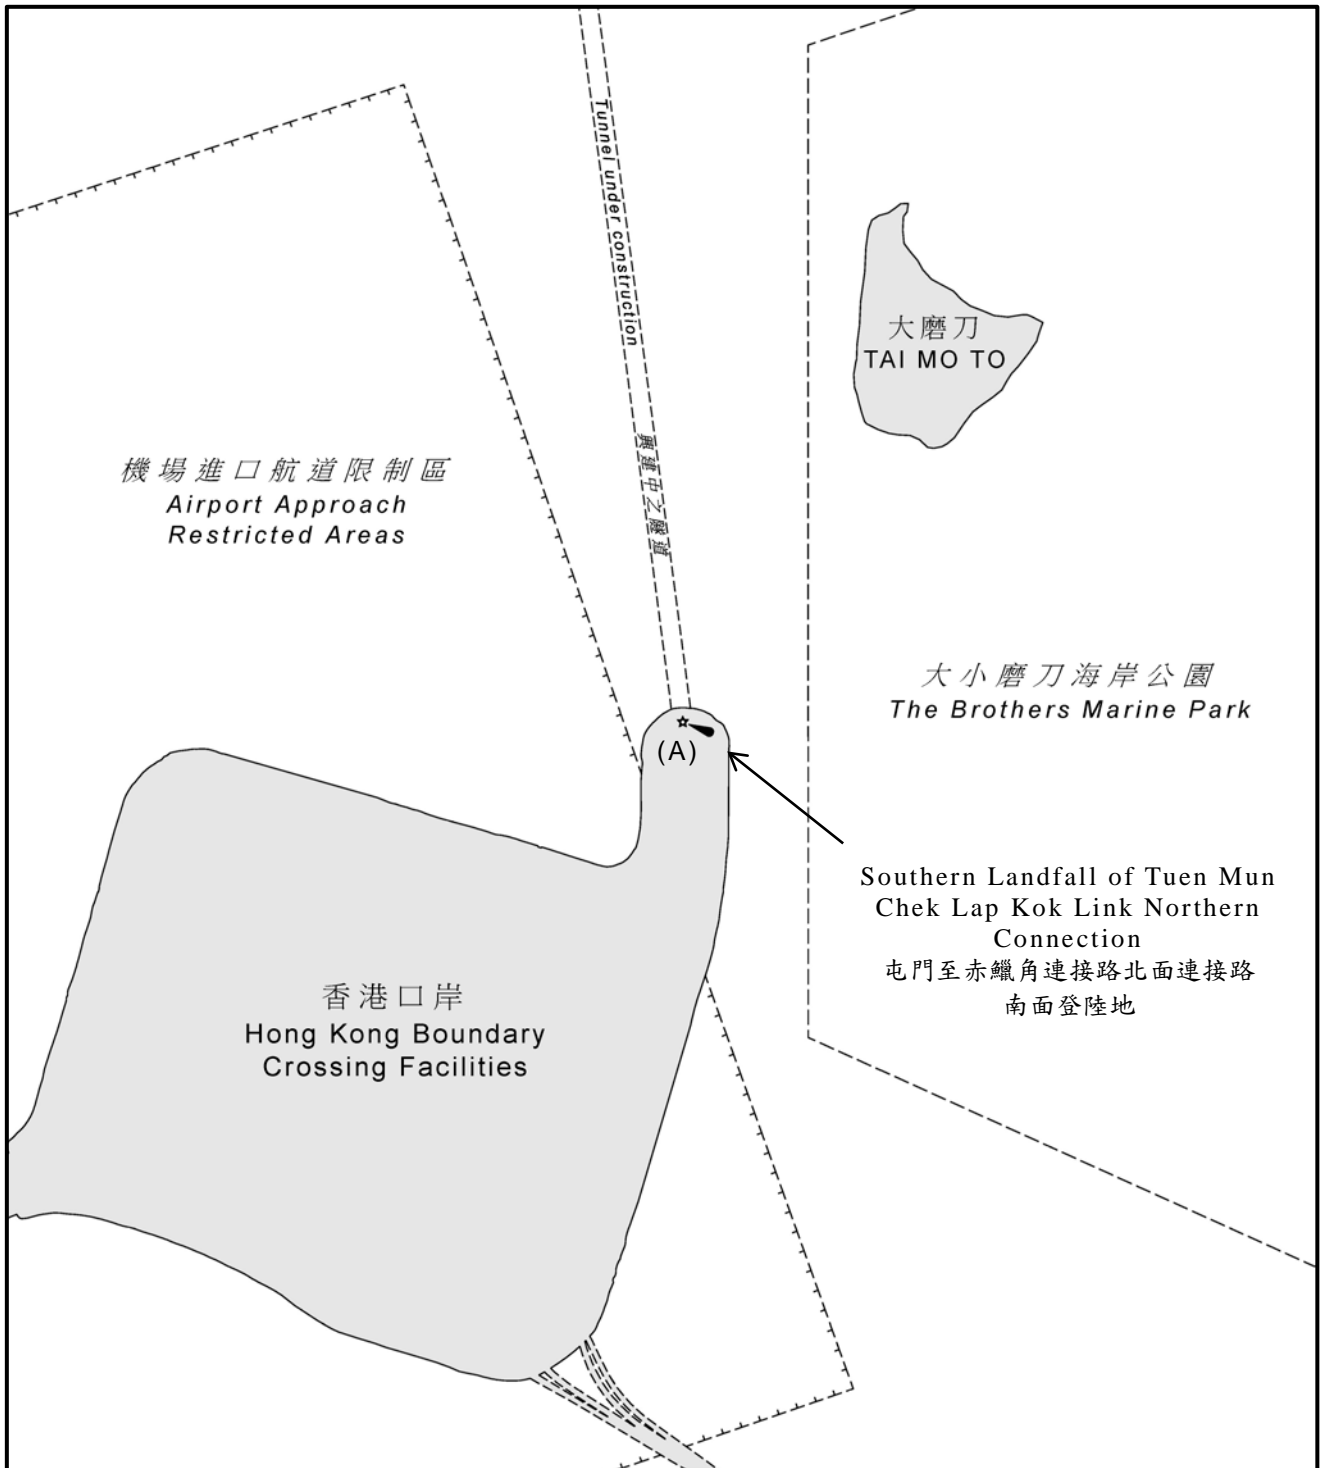 Tunnel under construction
大磨刀
TAI MO TO
興建中之隧道
機場進口航道限制區
Airport Approach
Restricted Areas
大小磨刀海岸公園
The Brothers Marine Park
(A)
Southern Landfall of Tuen Mun
Chek Lap Kok Link Northern
Connection
屯門至赤鱲角連接路北面連接路
南面登陸地
香港口岸
Hong Kong Boundary
Crossing Facilities